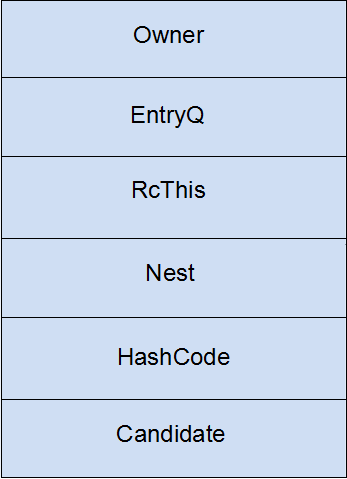 Owner
EntryQ
RcThis
Nest
HashCode
Candidate